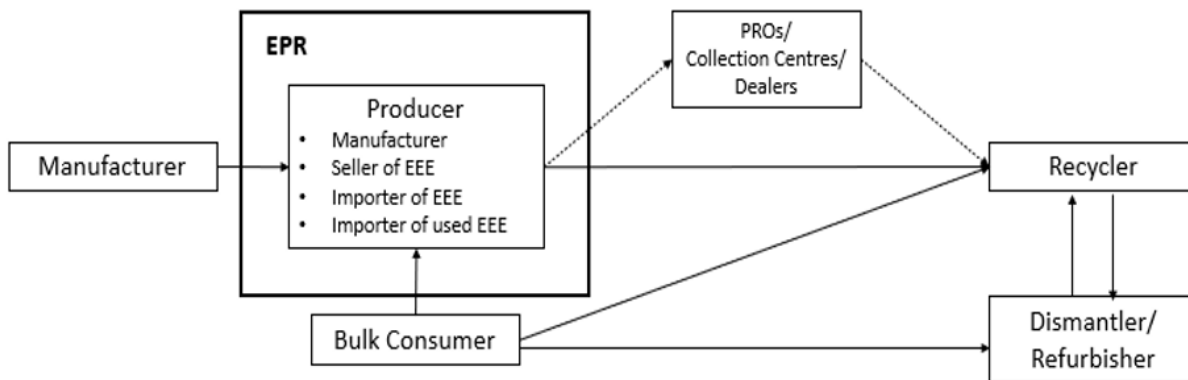 EPR
Producer
• Manufacturer
• Seller of EEE
• Importer of EEE
• Importer of used EEE
PROs/
Collection Centres/
Dealers
Manufacturer
Recycler
Bulk Consumer
Dismantler/
Refurbisher